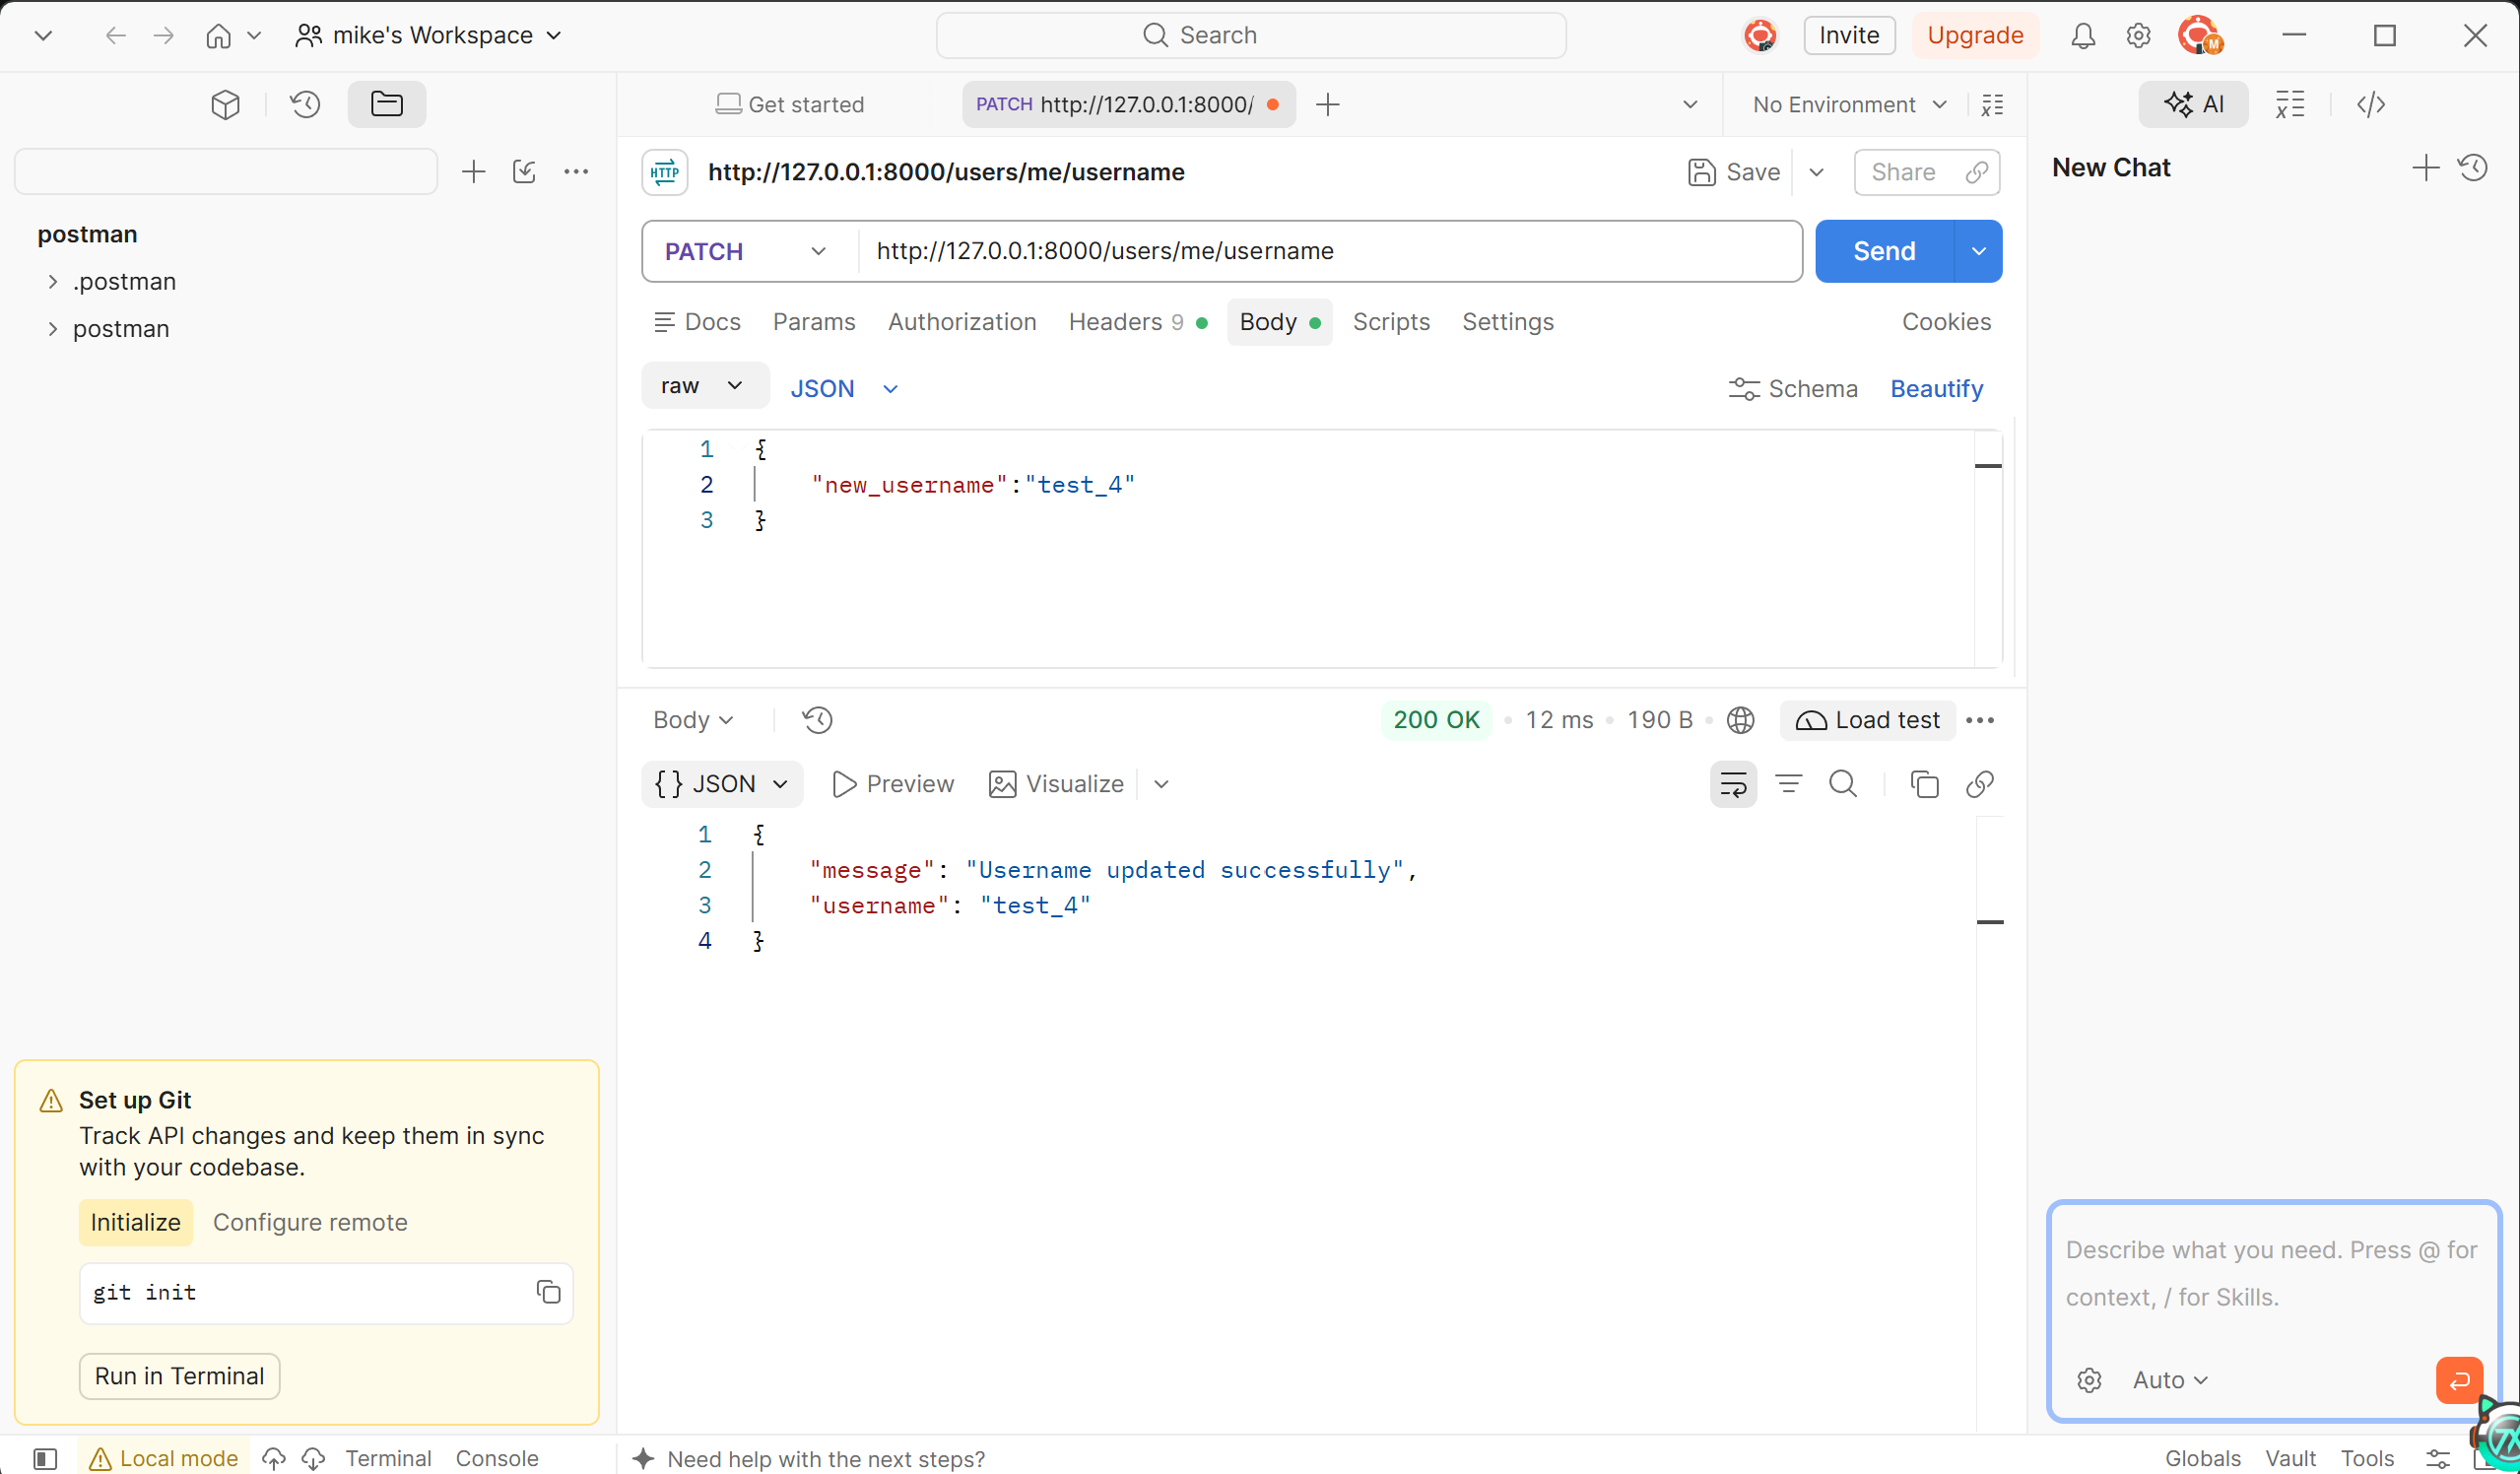 mike's Workspace
Search
Invite
Upgrade
M
Get started
PATCH http://127.0.0.1:8000/
No Environment
AI
HTTP
http://127.0.0.1:8000/users/me/username
Save
Share
New Chat
postman
.postman
postman
PATCH
http://127.0.0.1:8000/users/me/username
Send
Docs
Params
Authorization
Headers 9
Body
Scripts
Settings
Cookies
raw
JSON
Schema
Beautify
1 {
2 "new_username":"test_4"
3 }
Body
200 OK
12 ms
190 B
Load test
{} JSON
Preview
Visualize
1 {
2 "message": "Username updated successfully",
3 "username": "test_4"
4 }
Set up Git
Track API changes and keep them in sync
with your codebase.
Initialize
Configure remote
git init
Run in Terminal
Describe what you need. Press @ for
context, / for Skills.
Auto
Local mode
Terminal
Console
Need help with the next steps?
Globals
Vault
Tools